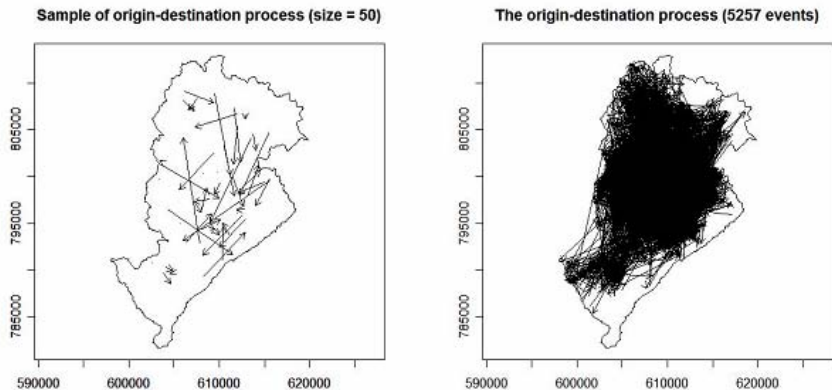 Sample of origin-destination process (size = 50)
805000
795000
785000
590000 600000 610000 620000
The origin-destination process (5257 events)
805000
795000
785000
590000 600000 610000 620000